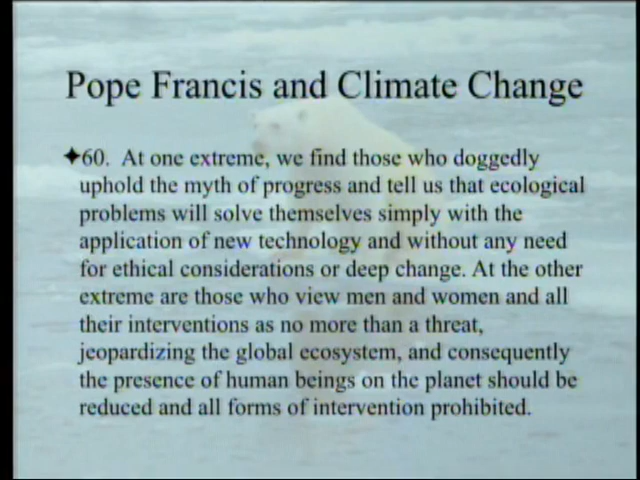 Pope Francis and Climate Change
✦60. At one extreme, we find those who doggedly
uphold the myth of progress and tell us that ecological
problems will solve themselves simply with the
application of new technology and without any need
for ethical considerations or deep change. At the other
extreme are those who view men and women and all
their interventions as no more than a threat,
jeopardizing the global ecosystem, and consequently
the presence of human beings on the planet should be
reduced and all forms of intervention prohibited.